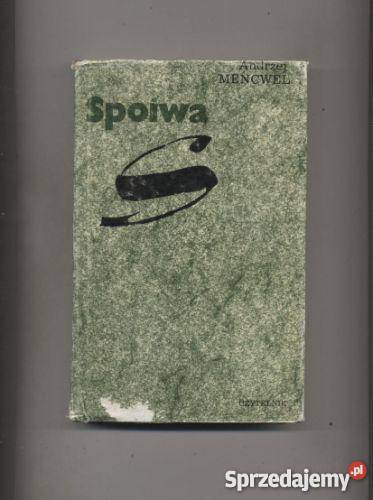 Andrzej
MENCWEL
Spoiwa
S
CZYTELNIK
Sprzedajemy.pl